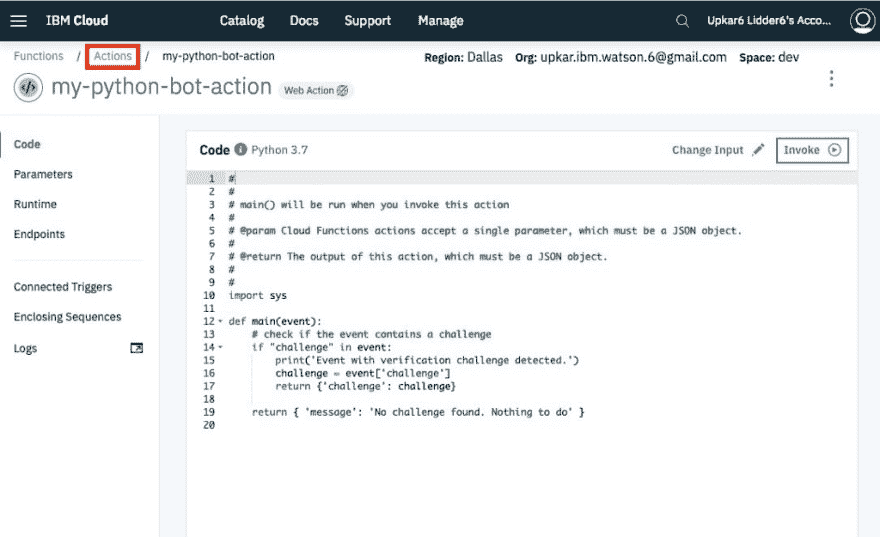 IBM Cloud Catalog Docs Support Manage Upkar6 Lidder6's Acco...
Functions / Actions / my-python-bot-action Region: Dallas Org: upkar.ibm.watson.6@gmail.com Space: dev
my-python-bot-action Web Action
Code
Parameters
Runtime
Endpoints
Connected Triggers
Enclosing Sequences
Logs
Code Python 3.7 Change Input Invoke
1 #
2 #
3 # main() will be run when you invoke this action
4 #
5 # @param Cloud Functions actions accept a single parameter, which must be a JSON object.
6 #
7 # @return The output of this action, which must be a JSON object.
8 #
9 #
10 import sys
11
12 def main(event):
13 # check if the event contains a challenge
14 if "challenge" in event:
15 print('Event with verification challenge detected.')
16 challenge = event['challenge']
17 return {'challenge': challenge}
18
19 return { 'message': 'No challenge found. Nothing to do' }
20